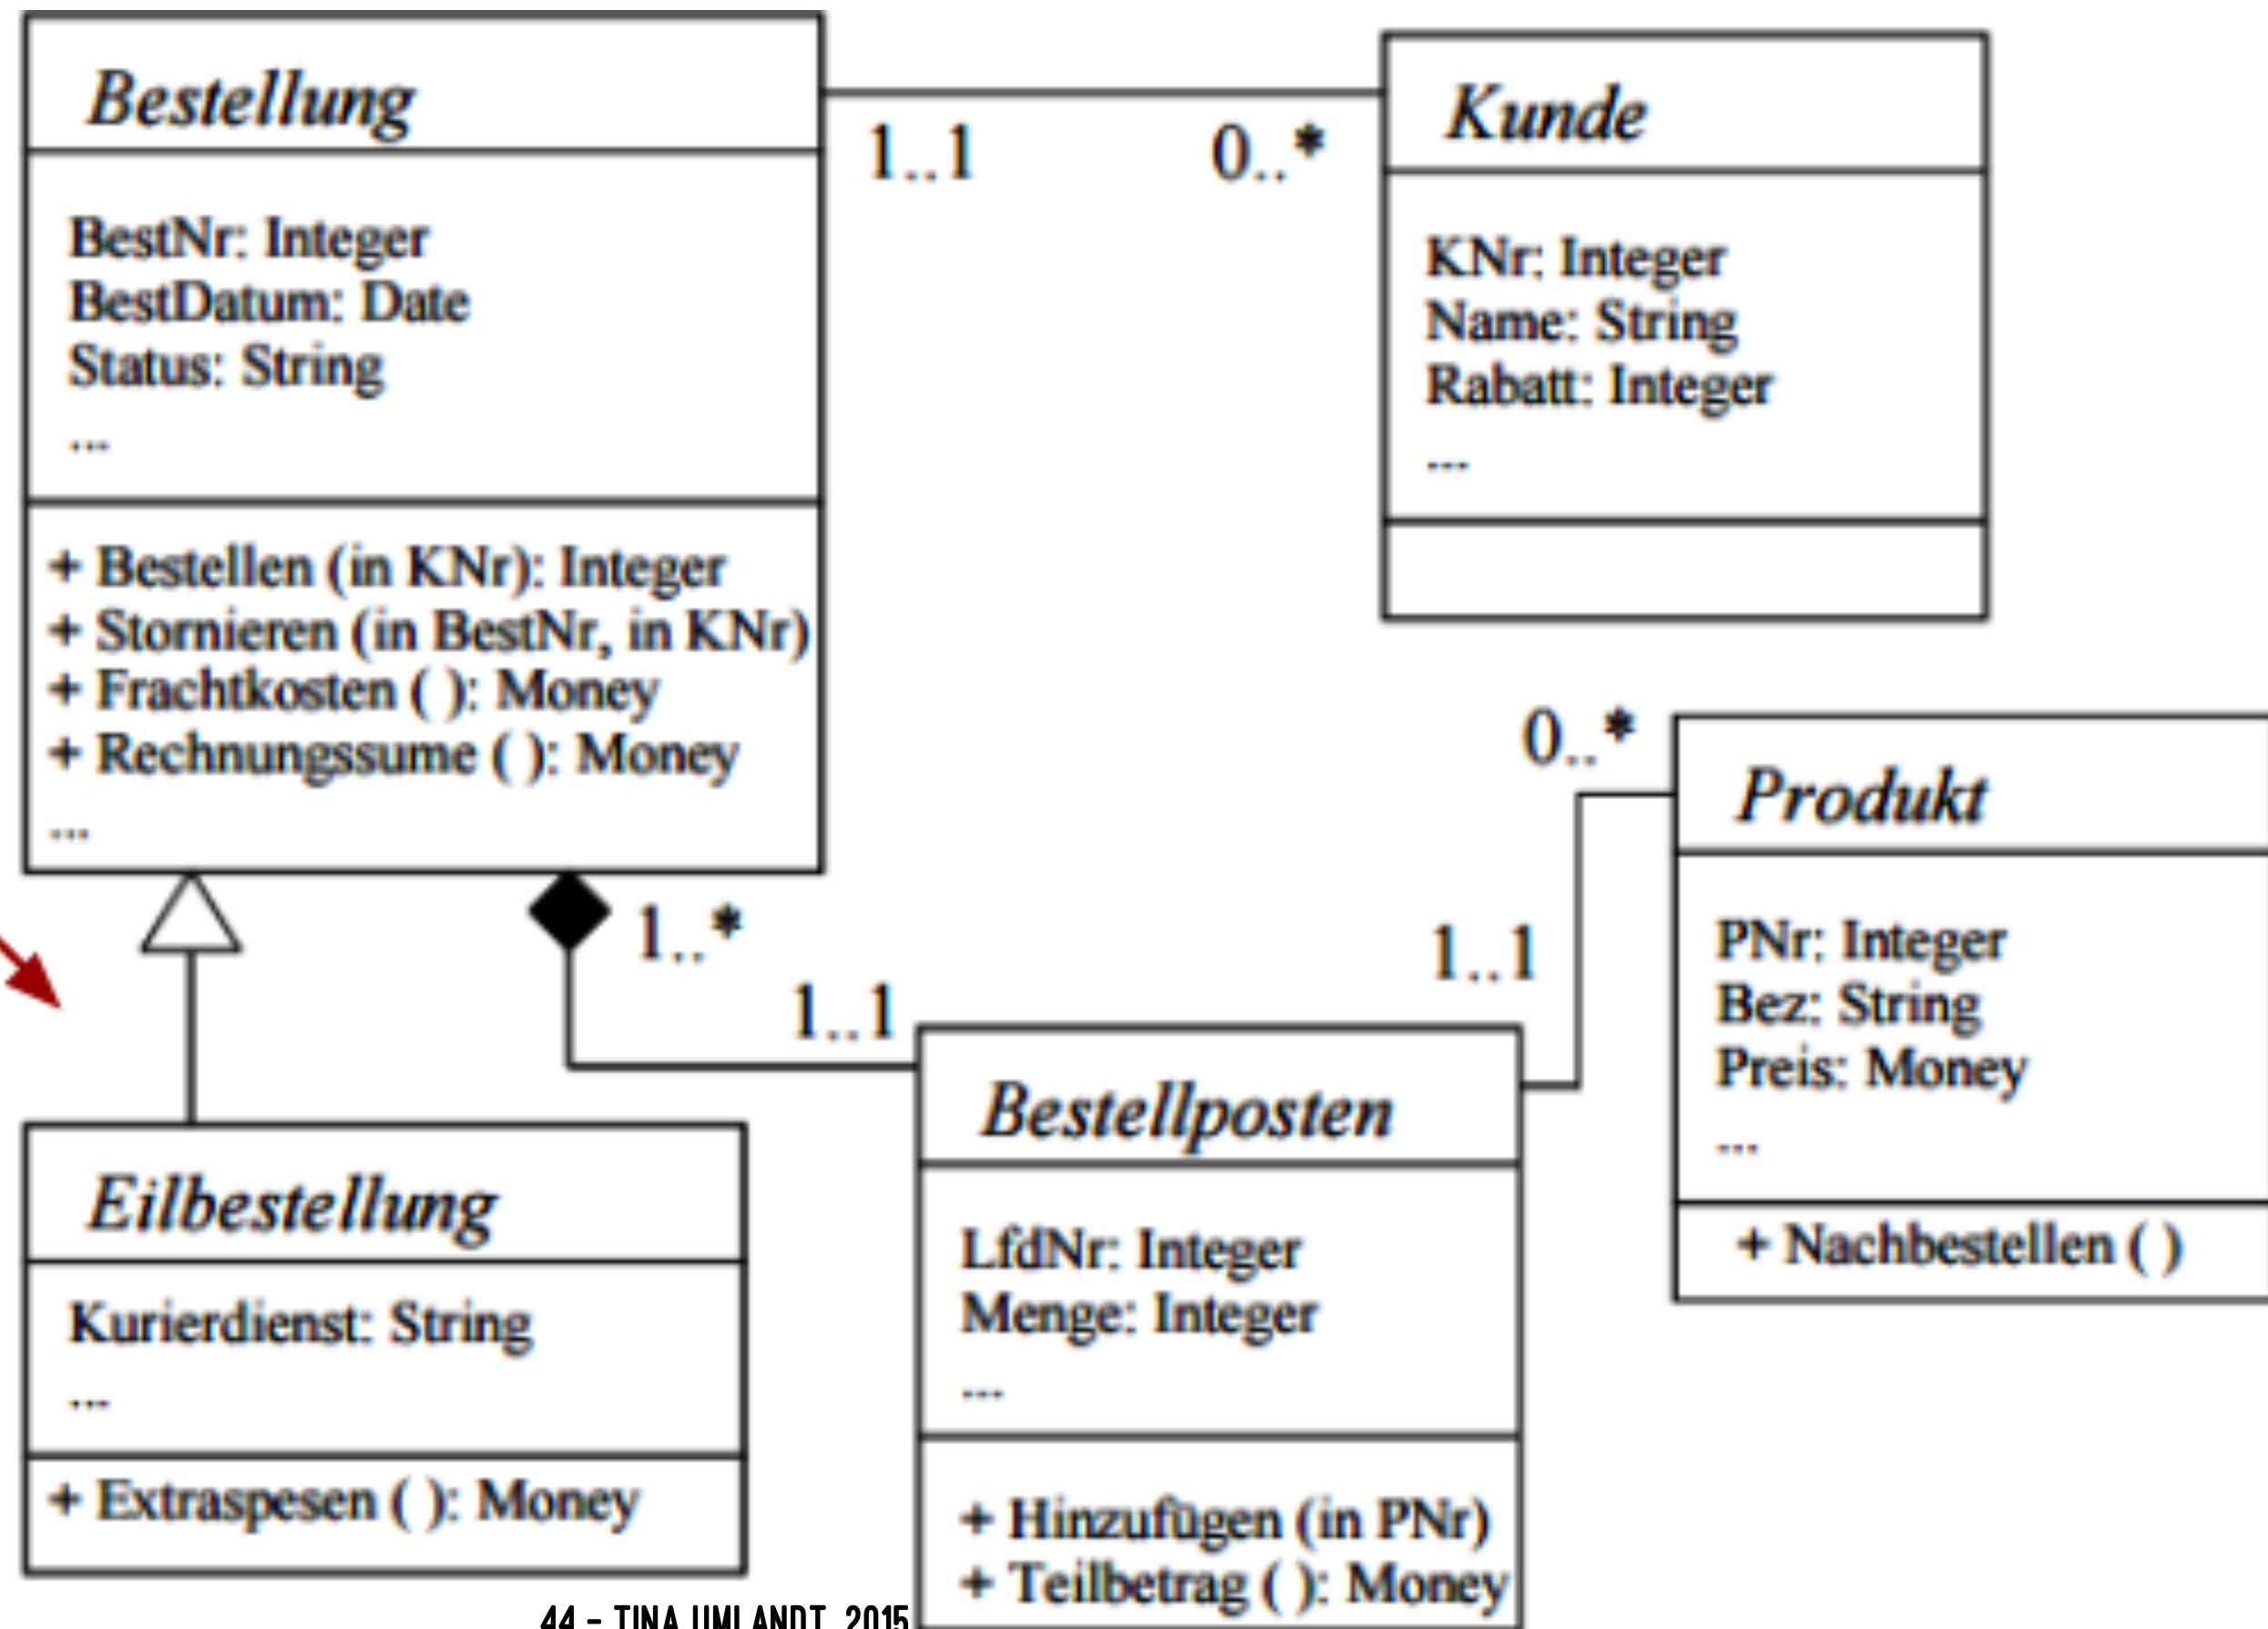 Bestellung
BestNr: Integer
BestDatum: Date
Status: String
...
+ Bestellen (in KNr): Integer
+ Stornieren (in BestNr, in KNr)
+ Frachtkosten ( ): Money
+ Rechnungssume ( ): Money
...
1..1
0..*
Kunde
KNr: Integer
Name: String
Rabatt: Integer
...
1..*
1..1
0..*
1..1
Produkt
PNr: Integer
Bez: String
Preis: Money
...
+ Nachbestellen ( )
Eilbestellung
Kurierdienst: String
...
+ Extraspesen ( ): Money
Bestellposten
LfdNr: Integer
Menge: Integer
...
+ Hinzufügen (in PNr)
+ Teilbetrag ( ): Money
44 - TINA UMLANDT, 2015